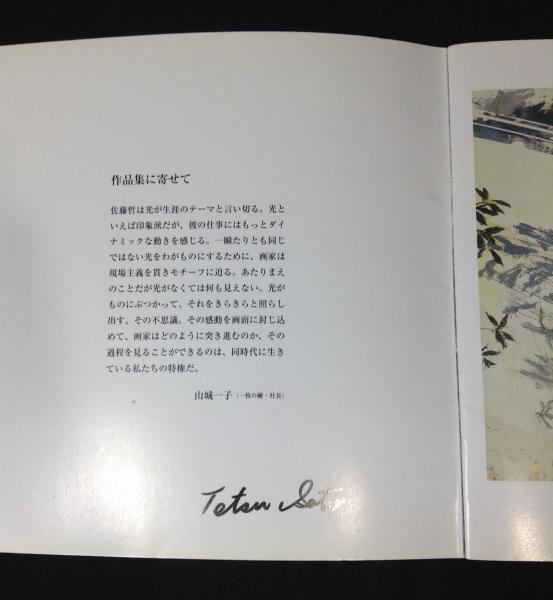 作品集に寄せて
佐藤哲は光が生涯のテーマと言い切る。光と
いえば印象派だが、彼の仕事にはもっとダイ
ナミックな動きを感じる。一瞬たりとも同じ
ではない光をわがものにするために、画家は
現場主義を貫きモチーフに迫る。あたりまえ
のことだが光がなくては何も見えない。光が
ものにぶつかって、それをきらきらと照らし
出す、その不思議。その感動を画面に封じ込
めて、画家はどのように突き進むのか、その
過程を見ることができるのは、同時代に生き
ている私たちの特権だ。
山城一子（一枚の繪・社長）
Tetsu Sato